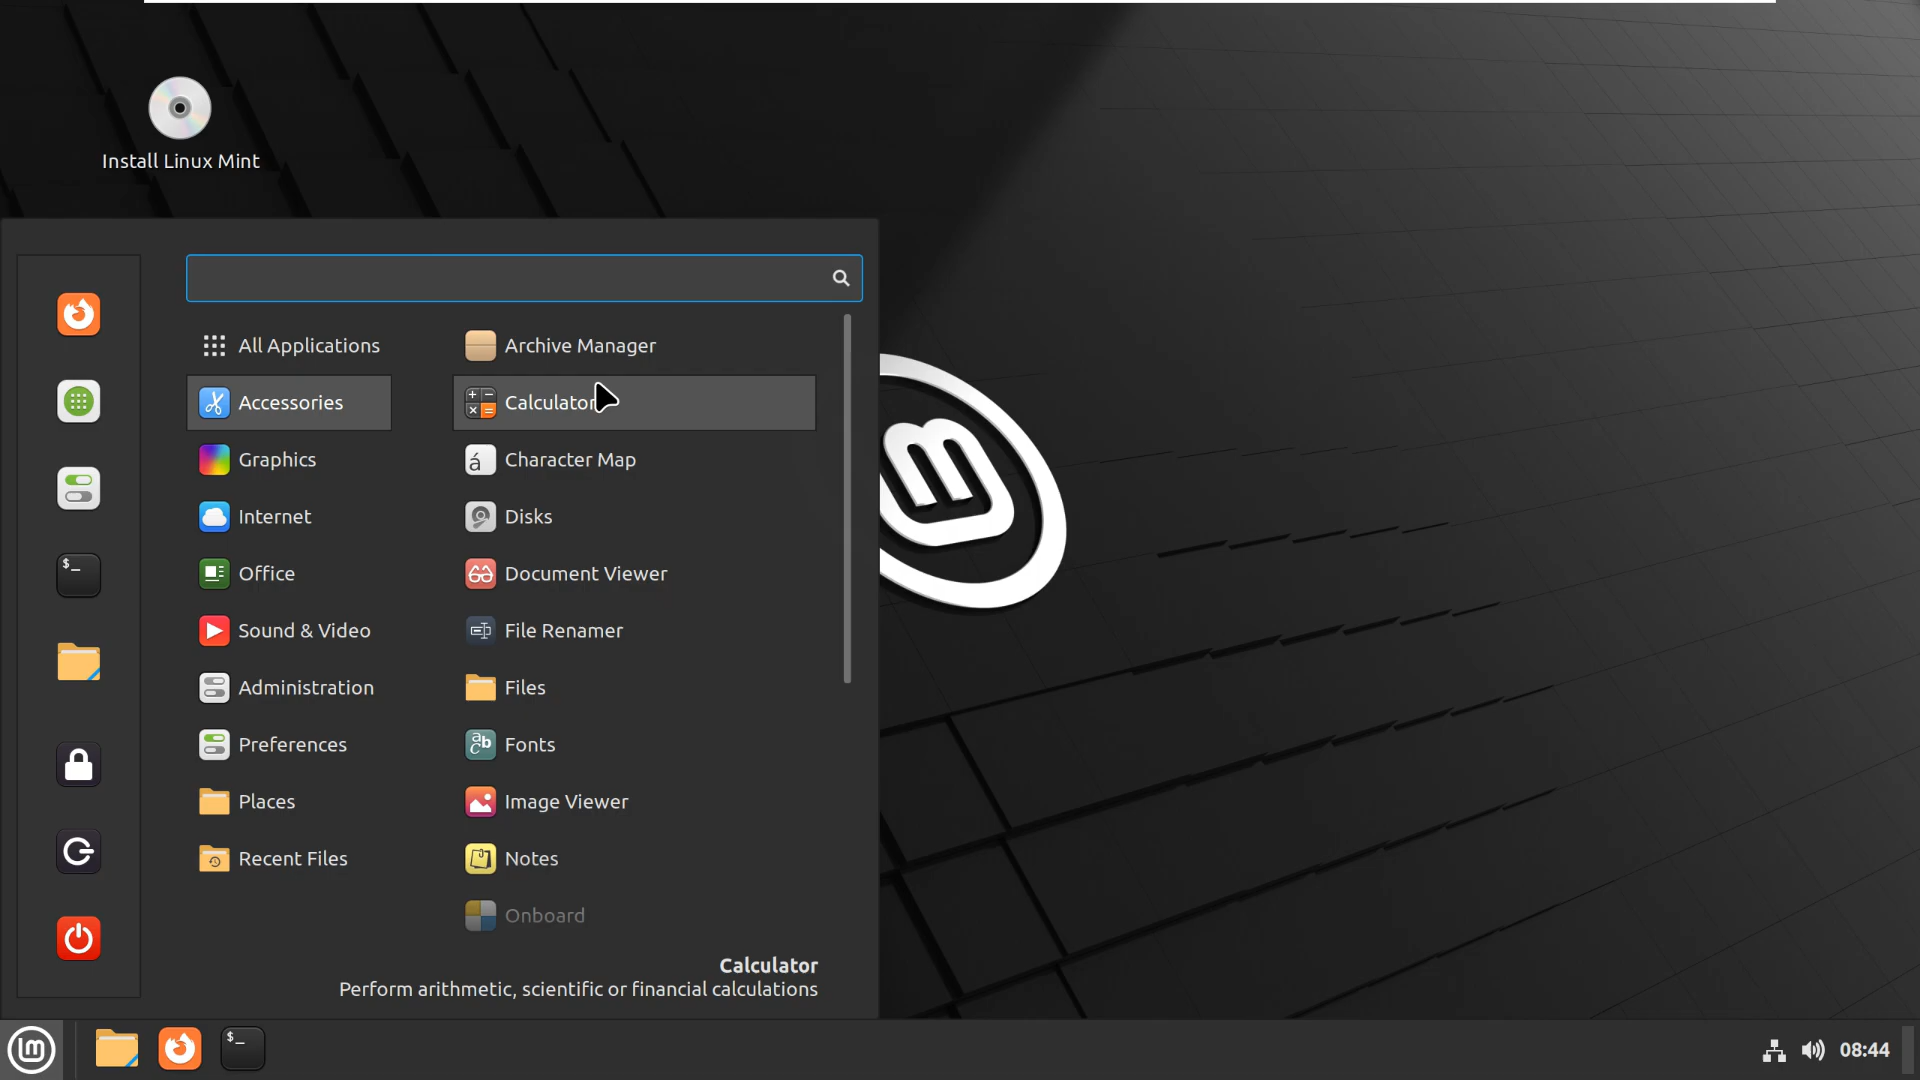 Install Linux Mint
All Applications
Accessories
Graphics
Internet
Office
Sound & Video
Administration
Preferences
Places
Recent Files
Archive Manager
Calculator
Character Map
Disks
Document Viewer
File Renamer
Files
Fonts
Image Viewer
Notes
Onboard
Calculator
Perform arithmetic, scientific or financial calculations
08:44